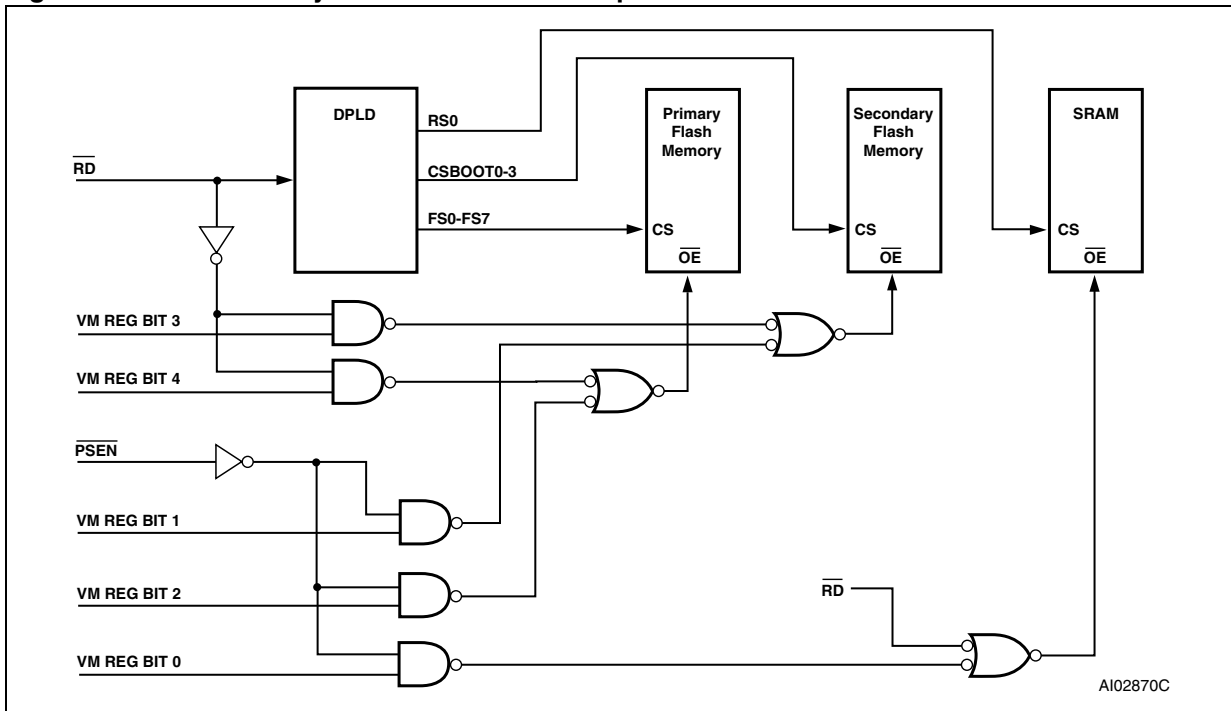 DPLD
RS0
CSBOOT0-3
FS0-FS7
Primary
Flash
Memory
CS
OE
Secondary
Flash
Memory
CS
OE
SRAM
CS
OE
RD
VM REG BIT 3
VM REG BIT 4
PSEN
VM REG BIT 1
VM REG BIT 2
VM REG BIT 0
RD
AI02870C